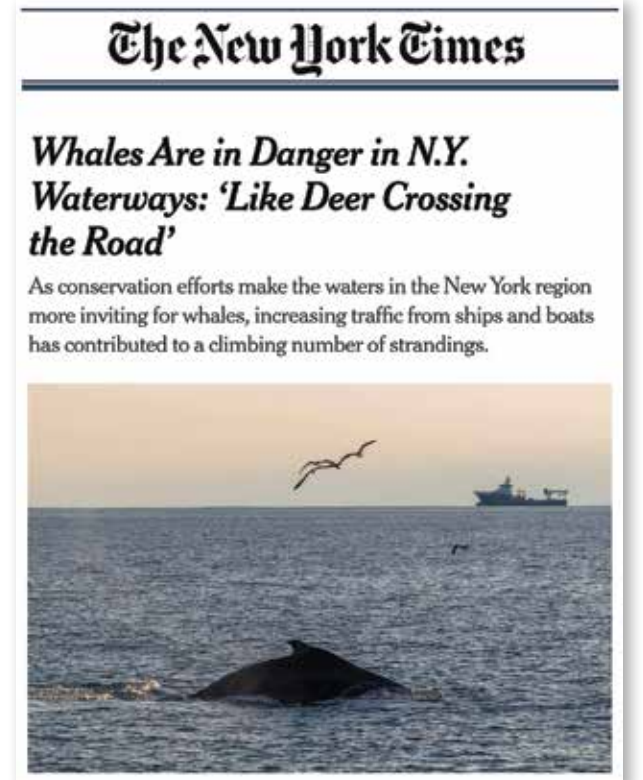 The New York Times
Whales Are in Danger in N.Y.
Waterways: ‘Like Deer Crossing
the Road’
As conservation efforts make the waters in the New York region
more inviting for whales, increasing traffic from ships and boats
has contributed to a climbing number of strandings.